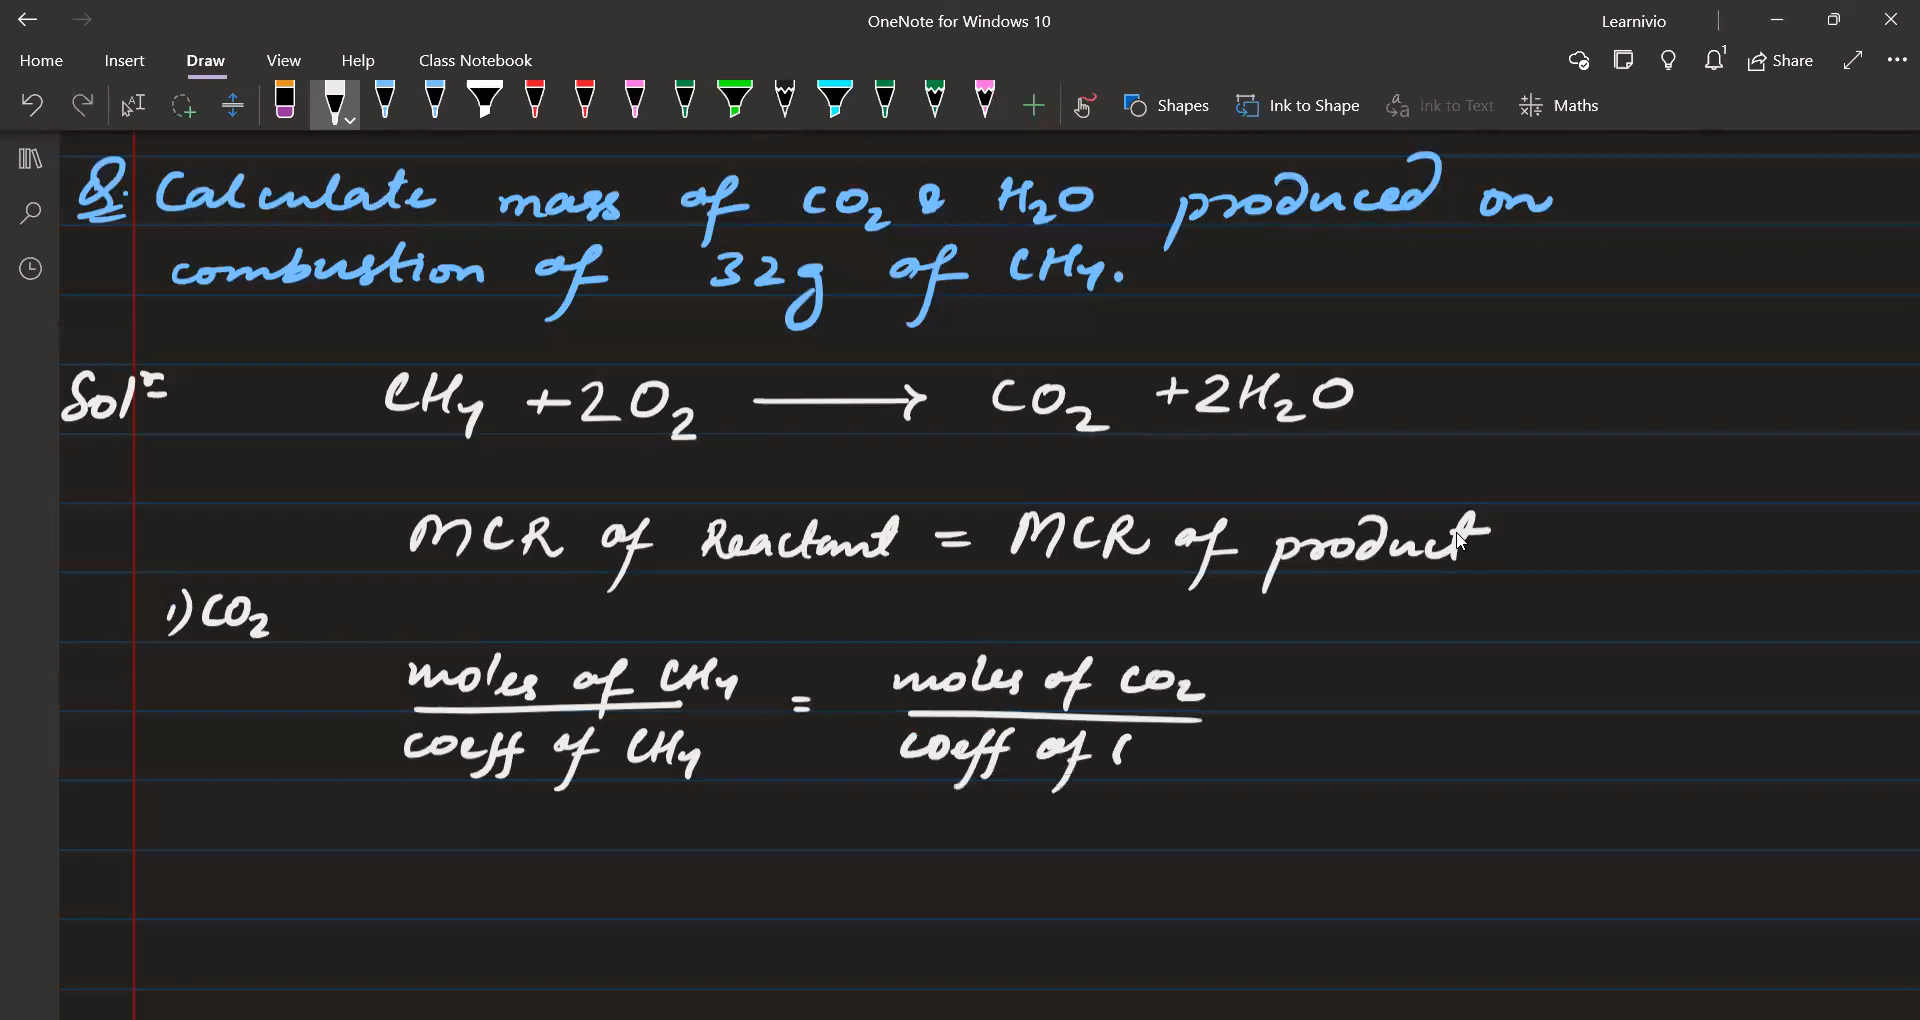 OneNote for Windows 10
Learnivio
Home Insert Draw View Help Class Notebook
1 Share
Shapes Ink to Shape Ink to Text Maths
Q. Calculate mass of CO2 & H2O produced on
combustion of 32g of CH4.
Solⁿ CH4 + 2O2 → CO2 + 2H2O
MCR of Reactant = MCR of product
1) CO2
moles of CH4 = moles of CO2
coeff of CH4 coeff of C